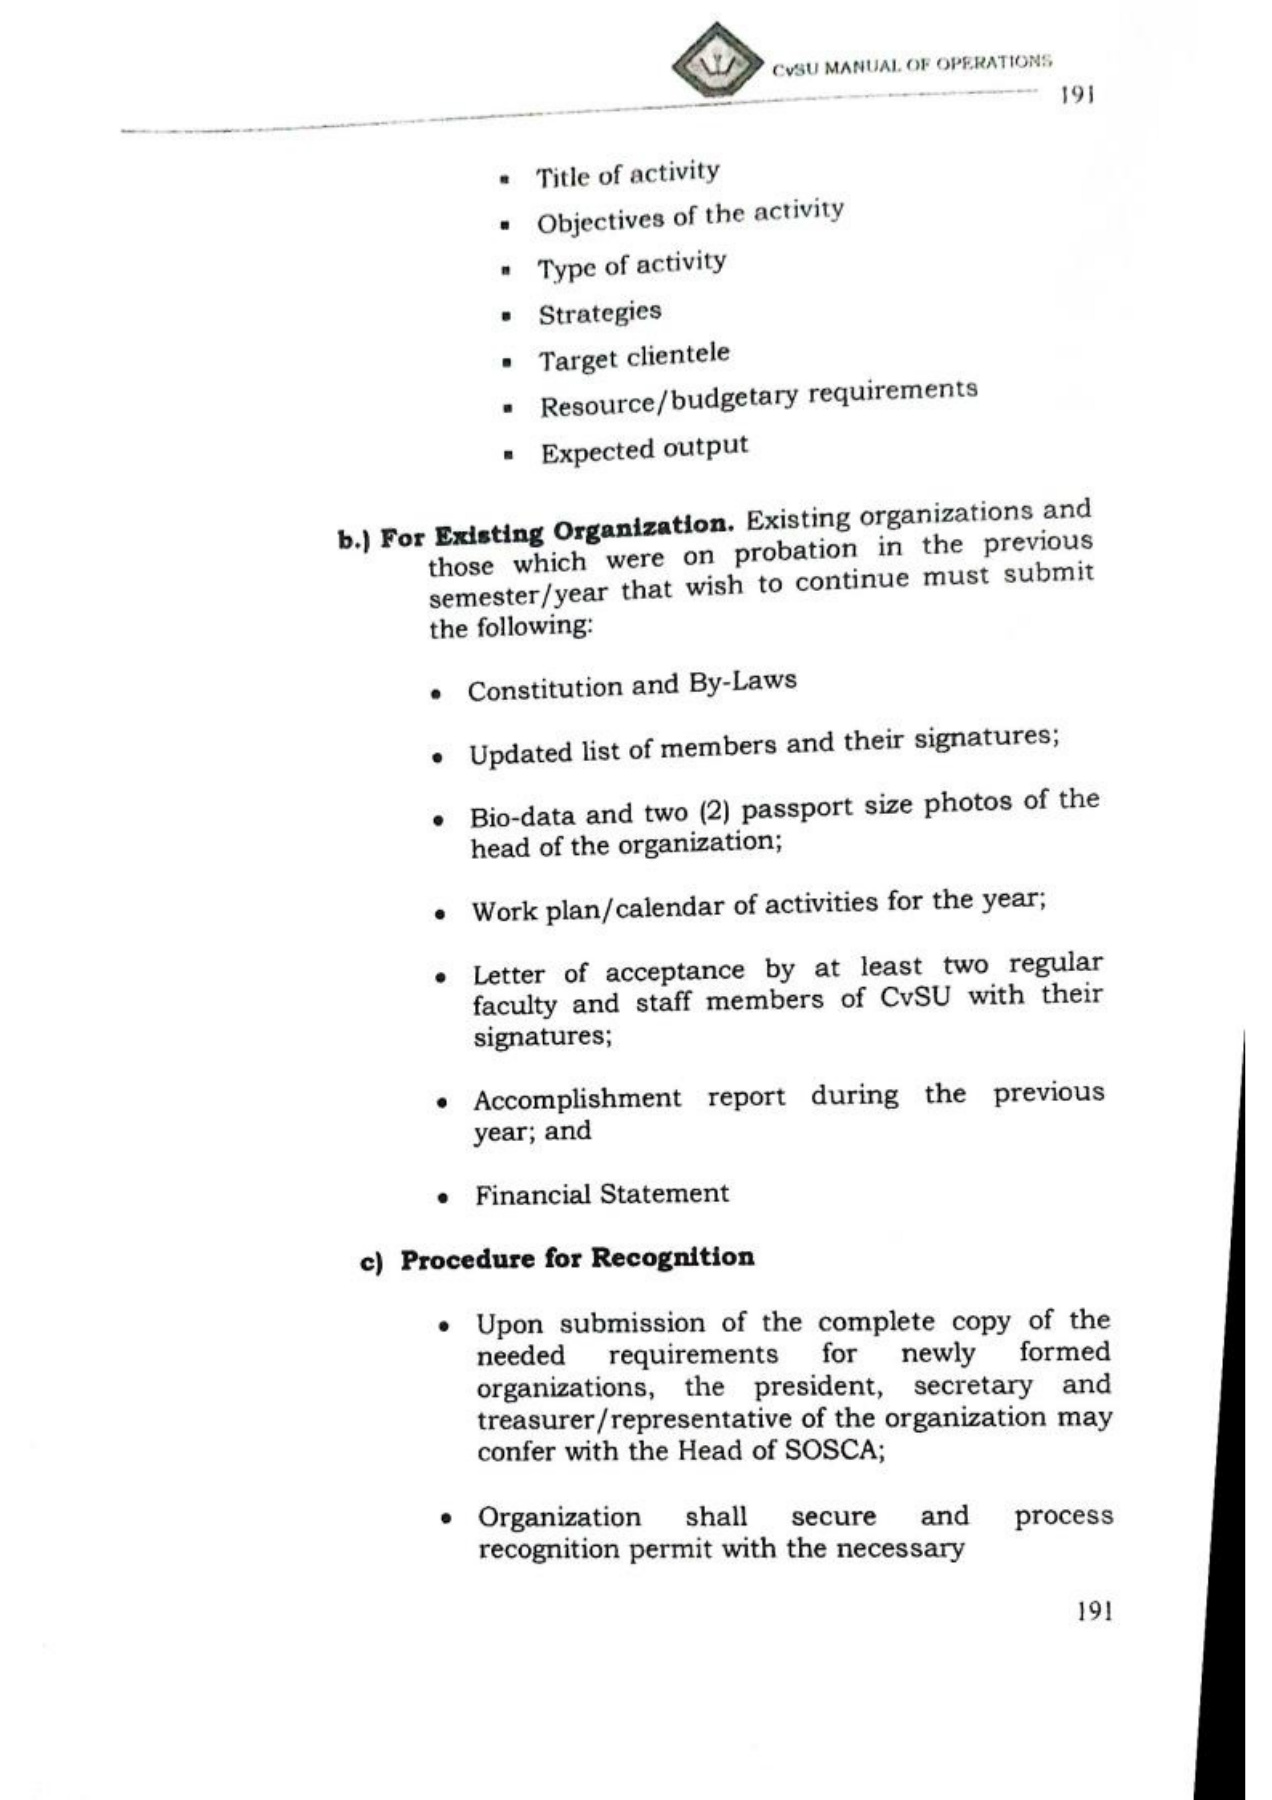 CvSU MANUAL OF OPERATIONS
191
▪ Title of activity
▪ Objectives of the activity
▪ Type of activity
▪ Strategies
▪ Target clientele
▪ Resource/budgetary requirements
▪ Expected output
b.) For Existing Organization. Existing organizations and
those which were on probation in the previous
semester/year that wish to continue must submit
the following:
• Constitution and By-Laws
• Updated list of members and their signatures;
• Bio-data and two (2) passport size photos of the
head of the organization;
• Work plan/calendar of activities for the year;
• Letter of acceptance by at least two regular
faculty and staff members of CvSU with their
signatures;
• Accomplishment report during the previous
year; and
• Financial Statement
c) Procedure for Recognition
• Upon submission of the complete copy of the
needed requirements for newly formed
organizations, the president, secretary and
treasurer/representative of the organization may
confer with the Head of SOSCA;
• Organization shall secure and process
recognition permit with the necessary
191